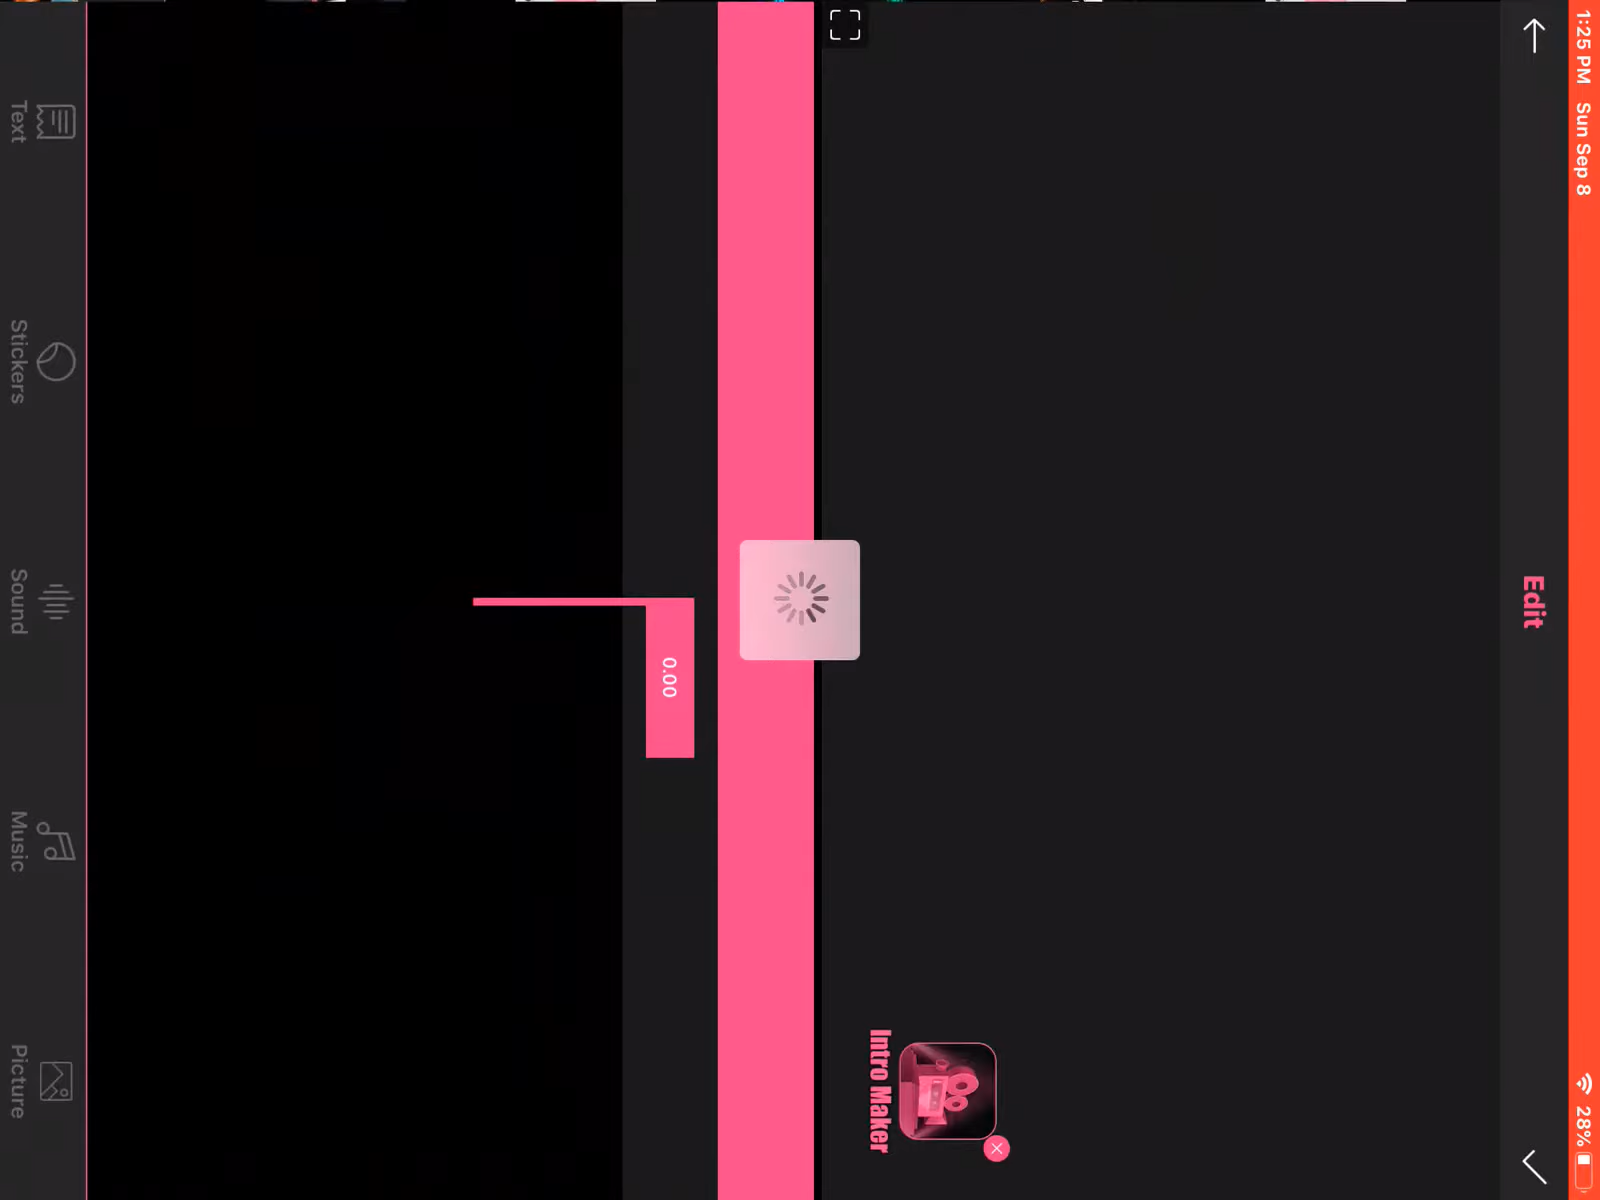 1:25 PM Sun Sep 8
28%
Edit
Intro Maker
0.00
Text
Stickers
Sound
Music
Picture